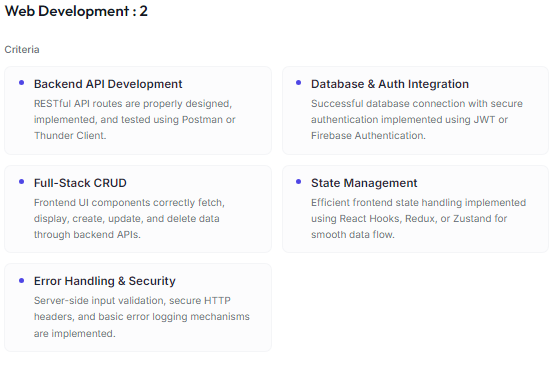 Web Development : 2
Criteria
Backend API Development
RESTful API routes are properly designed,
implemented, and tested using Postman or
Thunder Client.
Database & Auth Integration
Successful database connection with secure
authentication implemented using JWT or
Firebase Authentication.
Full-Stack CRUD
Frontend UI components correctly fetch,
display, create, update, and delete data
through backend APIs.
State Management
Efficient frontend state handling implemented
using React Hooks, Redux, or Zustand for
smooth data flow.
Error Handling & Security
Server-side input validation, secure HTTP
headers, and basic error logging mechanisms
are implemented.